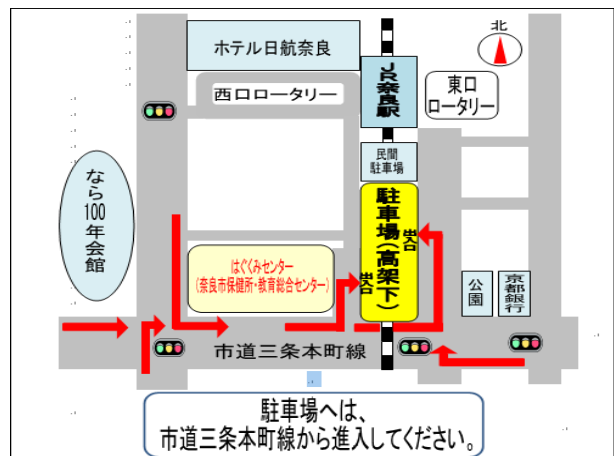 ホテル日航奈良
JR奈良駅
北
西口ロータリー
東口
ロータリー
民間
駐車場
なら100年会館
駐車場(高架下)
出入口
出入口
はぐくみセンター
(奈良市保健所・教育総合センター)
公園
京都銀行
市道三条本町線
駐車場へは、
市道三条本町線から進入してください。